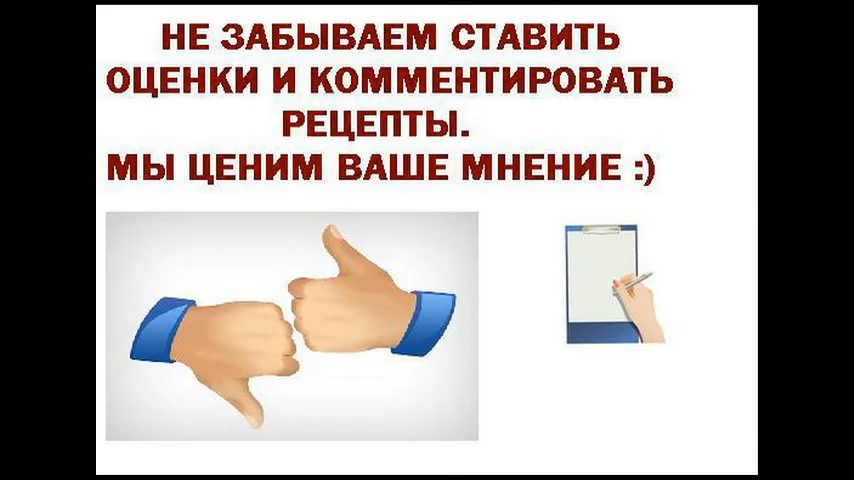 НЕ ЗАБЫВАЕМ СТАВИТЬ
ОЦЕНКИ И КОММЕНТИРОВАТЬ
РЕЦЕПТЫ.
МЫ ЦЕНИМ ВАШЕ МНЕНИЕ :)